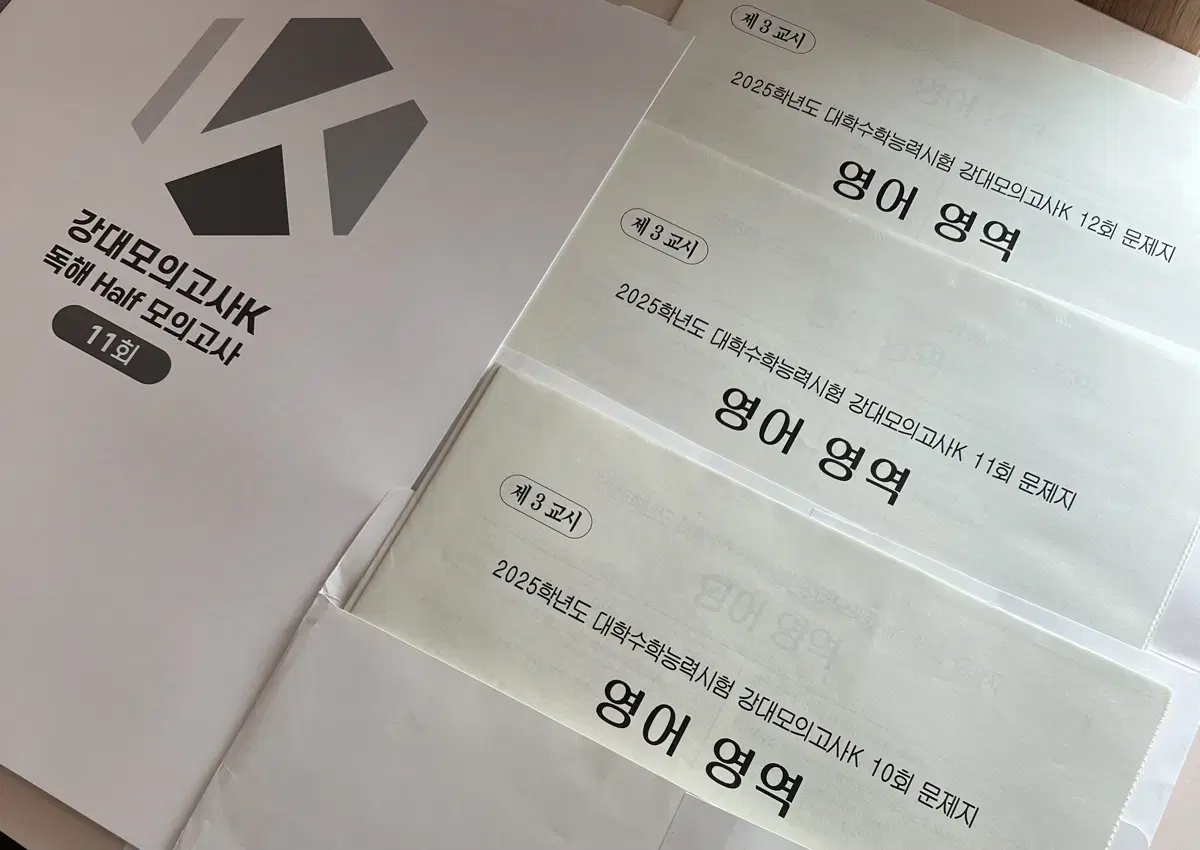 강대모의고사K
독해 Half 모의고사
11회
제 3 교시
2025학년도 대학수학능력시험 강대모의고사K 12회 문제지
영어 영역
제 3 교시
2025학년도 대학수학능력시험 강대모의고사K 11회 문제지
영어 영역
제 3 교시
2025학년도 대학수학능력시험 강대모의고사K 10회 문제지
영어 영역